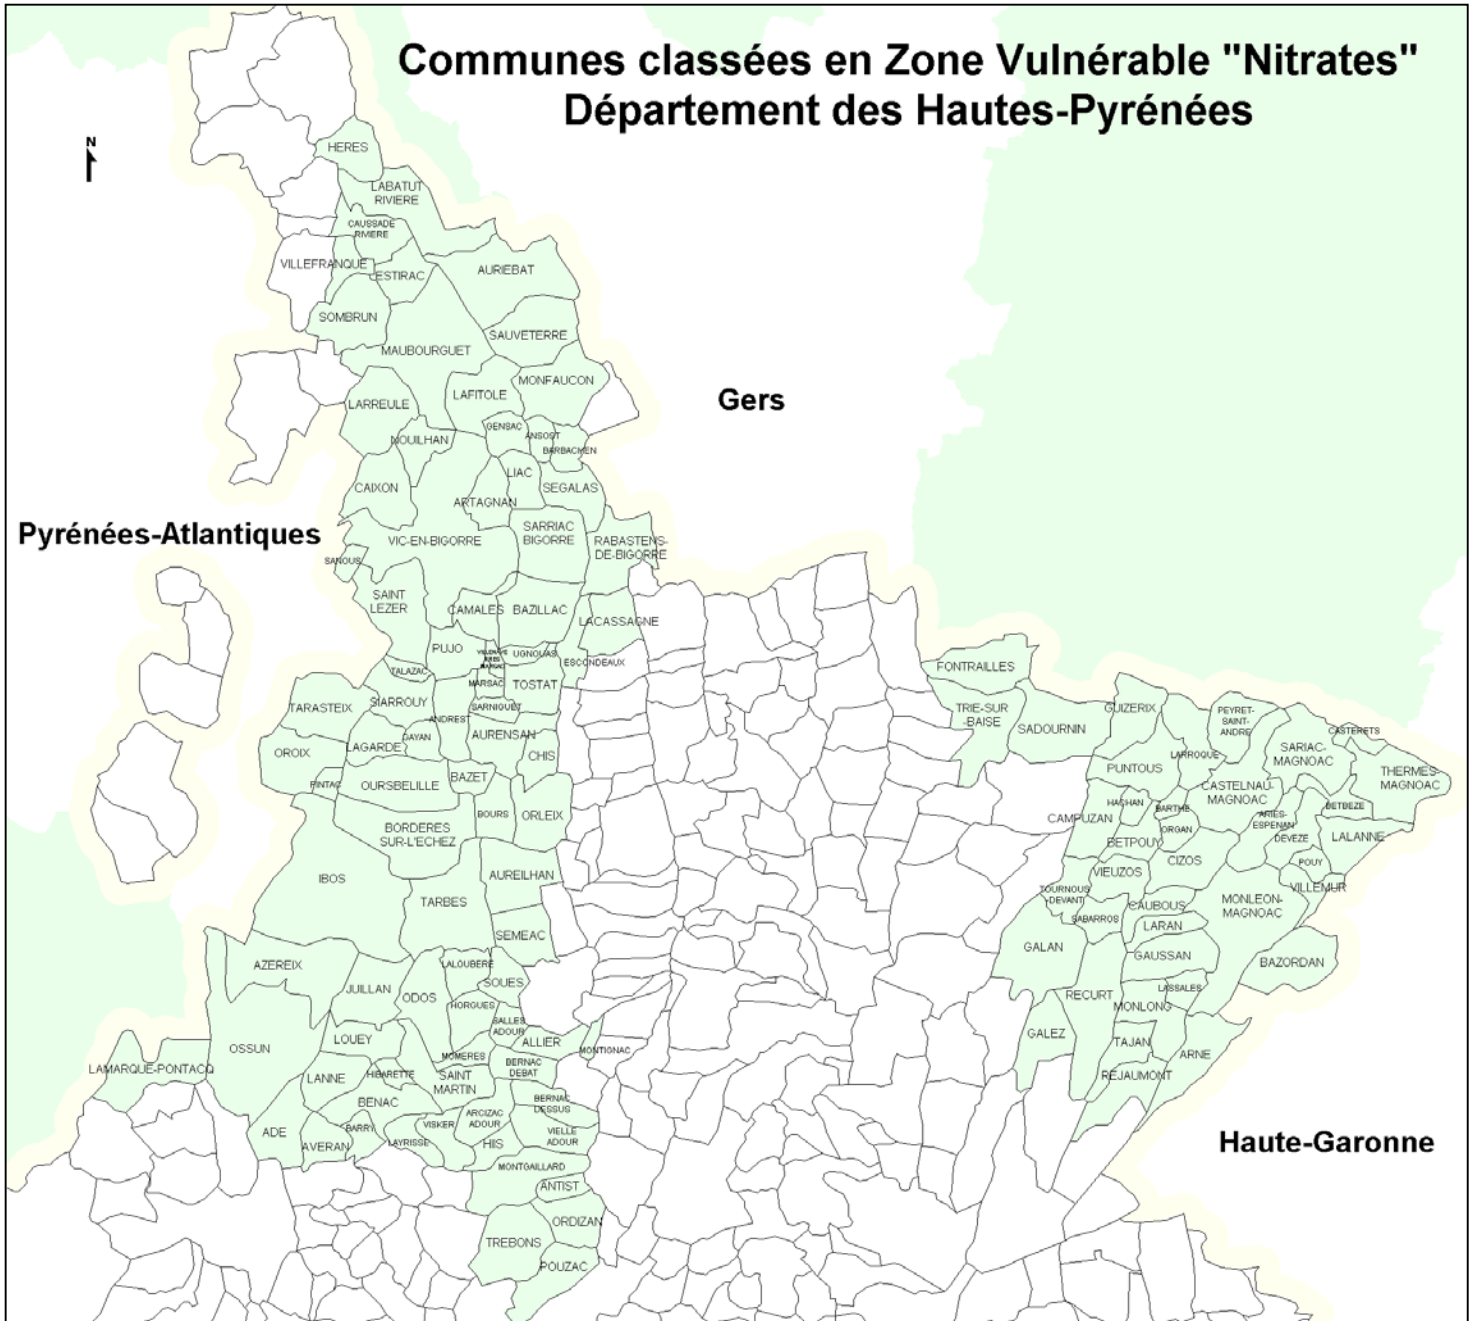 Communes classées en Zone Vulnérable "Nitrates"
Département des Hautes-Pyrénées
N
HERES
LABATUT
RIVIERE
CAUSSADE
RIVIERE
VILLEFRANQUE
ESTIRAC
AURIEBAT
SOMBRUN
SAUVETERRE
MAUBOURGUET
MONFAUCON
LAFITOLE
Gers
LARREULE
GENSAC
ANSOST
NOUILHAN
BARBACHEN
LIAC
CAIXON
SEGALAS
ARTAGNAN
Pyrénées-Atlantiques
VIC-EN-BIGORRE
SARRIAC
BIGORRE
RABASTENS-
DE-BIGORRE
SANOUS
SAINT
LEZER
CAMALES
BAZILLAC
LACASSAGNE
PUJO
UGNOUAS
ESCONDEAUX
TALAZAC
MARSAC
TOSTAT
FONTRAILLES
TARASTEIX
SIARROUY
SARNIGUET
ANDREST
TRIE-SUR
-BAISE
GUIZERIX
PEYRET-
SAINT-
ANDRE
SADOURNIN
CASTERETS
GAYAN
AURENSAN
LAGARDE
OROIX
CHIS
LARROQUE
SARIAC-
MAGNOAC
PUNTOUS
THERMES-
MAGNOAC
PINTAC
OURSBELILLE
BAZET
CASTELNAU-
MAGNOAC
HACHAN
BARTHE
BETBEZE
BOURS
ORLEIX
CAMPUZAN
ARIES-
ESPENAN
BORDERES
SUR-L'ECHEZ
ORGAN
DEVEZE
LALANNE
BETPOUY
CIZOS
POUY
IBOS
AUREILHAN
VIEUZOS
VILLEMUR
TOURNOUS
-DEVANT
TARBES
CAUBOUS
MONLEON-
MAGNOAC
SABARROS
LARAN
SEMEAC
GALAN
GAUSSAN
BAZORDAN
AZEREIX
LALOUBERE
JUILLAN
SOUES
LASSALES
ODOS
RECURT
HORGUES
MONLONG
SALLES
ADOUR
GALEZ
LOUEY
ALLIER
TAJAN
OSSUN
MONTIGNAC
ARNE
MOMERES
LAMARQUE-PONTACQ
BERNAC
DEBAT
LANNE
HIBARETTE
SAINT
MARTIN
REJAUMONT
BENAC
BERNAC
DESSUS
ARCIZAC
ADOUR
VISKER
BARRY
ADE
VIELLE
ADOUR
AVERAN
LAYRISSE
HIS
Haute-Garonne
MONTGAILLARD
ANTIST
ORDIZAN
TREBONS
POUZAC